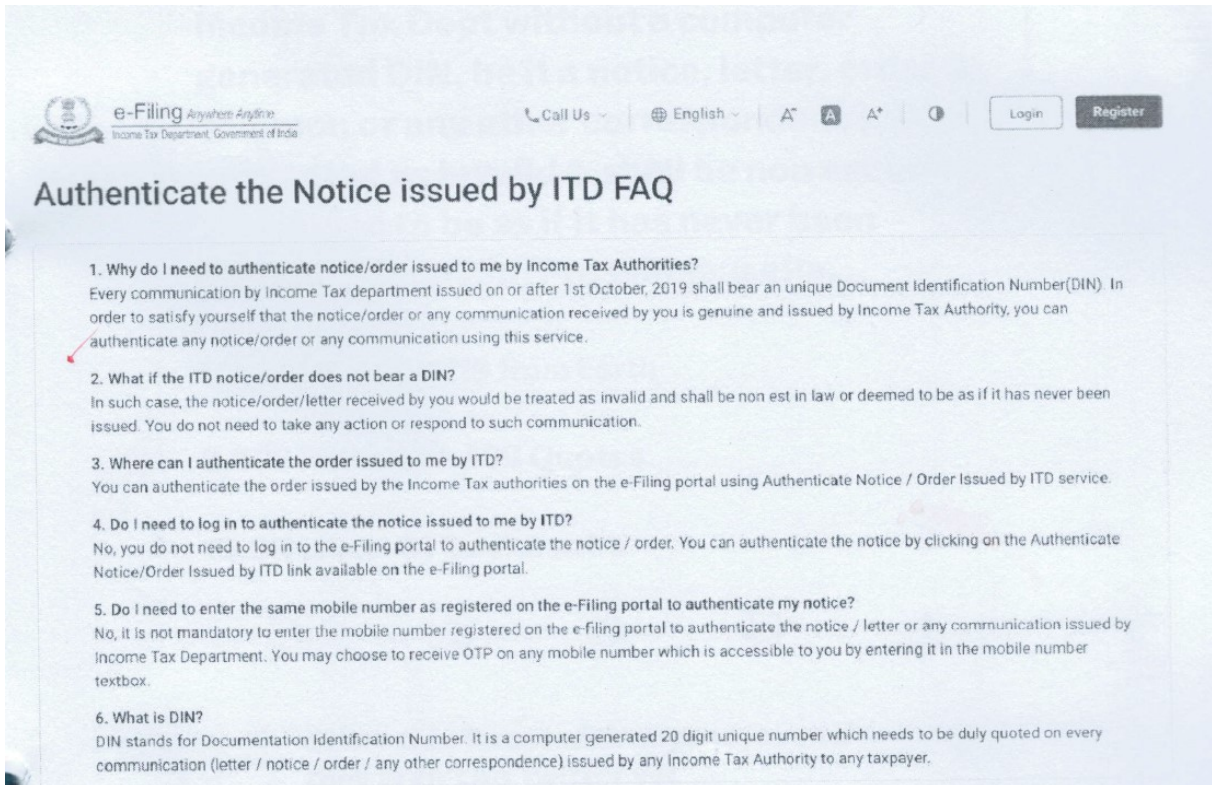 e-Filing Anywhere Anytime
Income Tax Department, Government of India
Call Us
English
A-
A
A+
Login
Register
Authenticate the Notice issued by ITD FAQ
1. Why do I need to authenticate notice/order issued to me by Income Tax Authorities?
Every communication by Income Tax department issued on or after 1st October, 2019 shall bear an unique Document Identification Number(DIN). In
order to satisfy yourself that the notice/order or any communication received by you is genuine and issued by Income Tax Authority, you can
authenticate any notice/order or any communication using this service.
2. What if the ITD notice/order does not bear a DIN?
In such case, the notice/order/letter received by you would be treated as invalid and shall be non est in law or deemed to be as if it has never been
issued. You do not need to take any action or respond to such communication.
3. Where can I authenticate the order issued to me by ITD?
You can authenticate the order issued by the Income Tax authorities on the e-Filing portal using Authenticate Notice / Order Issued by ITD service.
4. Do I need to log in to authenticate the notice issued to me by ITD?
No, you do not need to log in to the e-Filing portal to authenticate the notice / order. You can authenticate the notice by clicking on the Authenticate
Notice/Order Issued by ITD link available on the e-Filing portal.
5. Do I need to enter the same mobile number as registered on the e-Filing portal to authenticate my notice?
No, it is not mandatory to enter the mobile number registered on the e-filing portal to authenticate the notice / letter or any communication issued by
Income Tax Department. You may choose to receive OTP on any mobile number which is accessible to you by entering it in the mobile number
textbox.
6. What is DIN?
DIN stands for Documentation Identification Number. It is a computer generated 20 digit unique number which needs to be duly quoted on every
communication (letter / notice / order / any other correspondence) issued by any Income Tax Authority to any taxpayer.